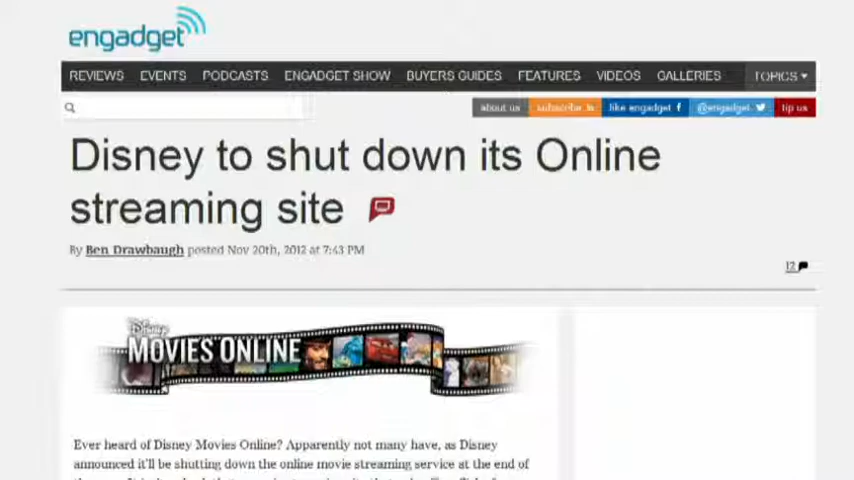 engadget
REVIEWS EVENTS PODCASTS ENGADGET SHOW BUYERS GUIDES FEATURES VIDEOS GALLERIES TOPICS
about us subscribe to like engadget f @engadget tip us
Disney to shut down its Online
streaming site
By Ben Drawbaugh posted Nov 20th, 2012 at 7:43 PM
12
Disney
MOVIES ONLINE
Ever heard of Disney Movies Online? Apparently not many have, as Disney
announced it'll be shutting down the online movie streaming service at the end of